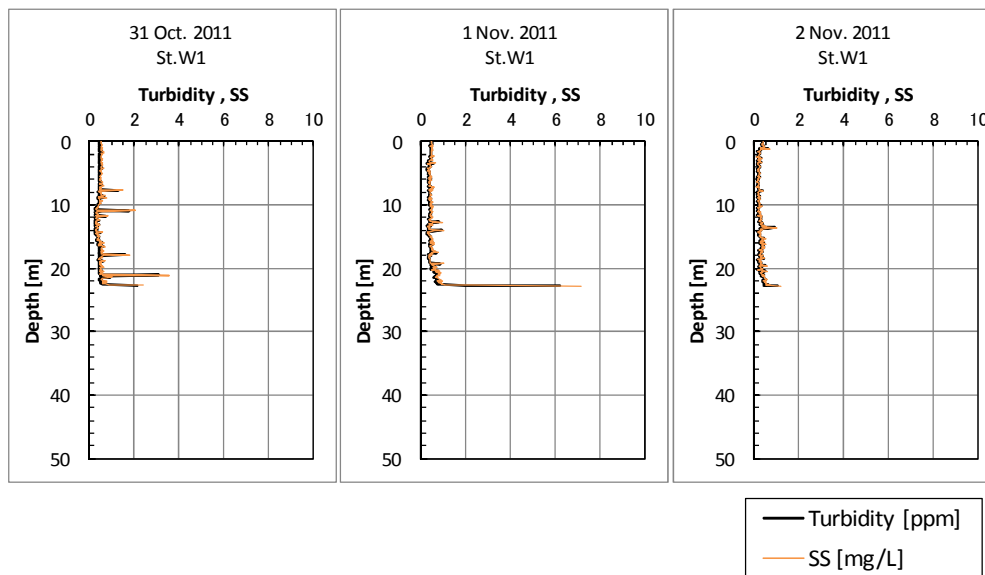 31 Oct. 2011
St.W1
Turbidity , SS
0 2 4 6 8 10
0
10
20
30
40
50
Depth [m]
1 Nov. 2011
St.W1
Turbidity , SS
0 2 4 6 8 10
0
10
20
30
40
50
Depth [m]
2 Nov. 2011
St.W1
Turbidity , SS
0 2 4 6 8 10
0
10
20
30
40
50
Depth [m]
Turbidity [ppm]
SS [mg/L]